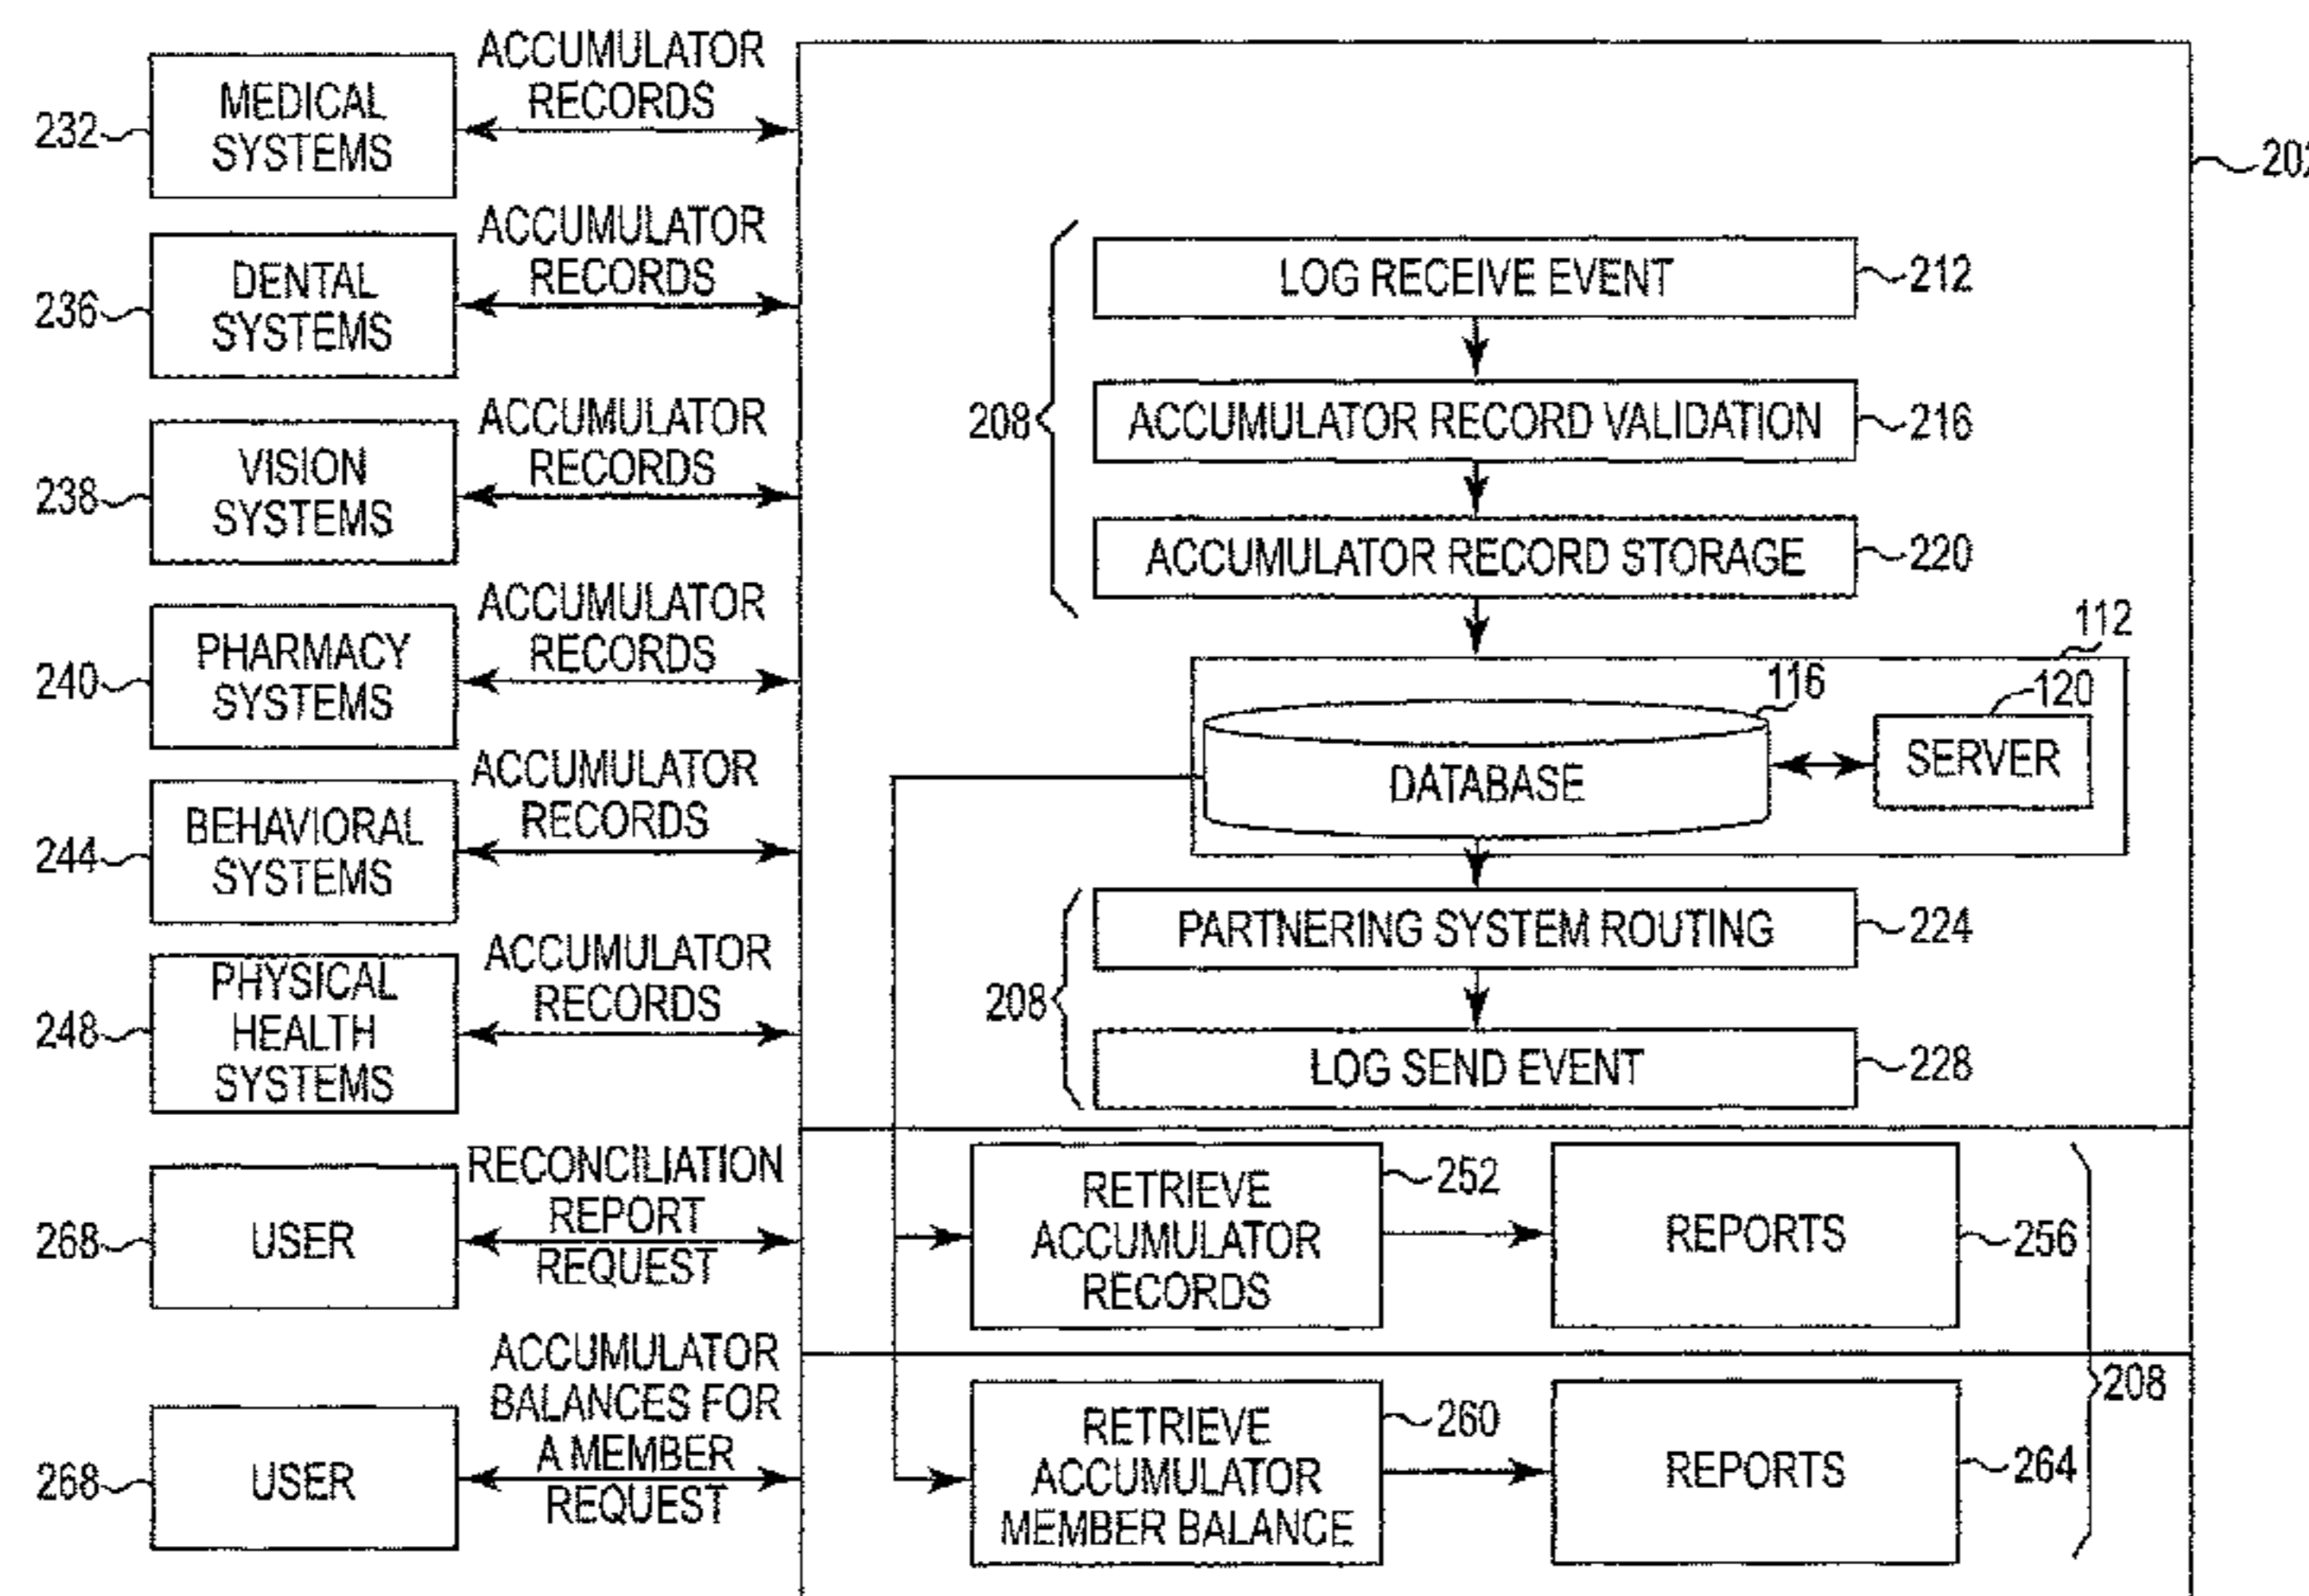 232
MEDICAL
SYSTEMS
ACCUMULATOR
RECORDS
236
DENTAL
SYSTEMS
ACCUMULATOR
RECORDS
238
VISION
SYSTEMS
ACCUMULATOR
RECORDS
240
PHARMACY
SYSTEMS
ACCUMULATOR
RECORDS
244
BEHAVIORAL
SYSTEMS
ACCUMULATOR
RECORDS
248
PHYSICAL
HEALTH
SYSTEMS
ACCUMULATOR
RECORDS
268
USER
RECONCILIATION
REPORT
REQUEST
268
USER
ACCUMULATOR
BALANCES FOR
A MEMBER
REQUEST
202
208
LOG RECEIVE EVENT
212
ACCUMULATOR RECORD VALIDATION
216
ACCUMULATOR RECORD STORAGE
220
112
116
DATABASE
120
SERVER
208
PARTNERING SYSTEM ROUTING
224
LOG SEND EVENT
228
RETRIEVE
ACCUMULATOR
RECORDS
252
REPORTS
256
RETRIEVE
ACCUMULATOR
MEMBER BALANCE
260
REPORTS
264
208